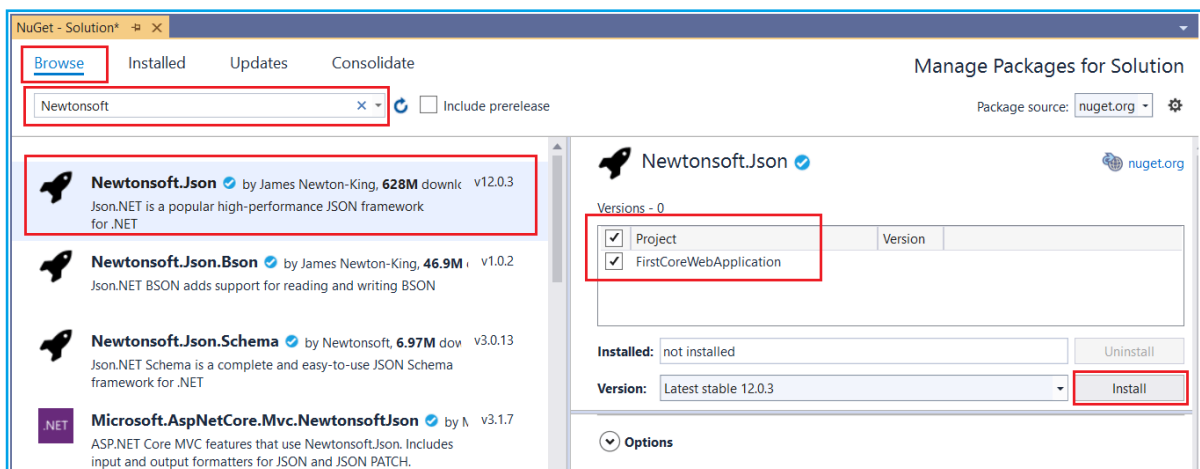 NuGet - Solution*
Browse Installed Updates Consolidate
Manage Packages for Solution
Newtonsoft
Include prerelease
Package source: nuget.org
Newtonsoft.Json by James Newton-King, 628M v12.0.3
Json.NET is a popular high-performance JSON framework
for .NET
Newtonsoft.Json.Bson by James Newton-King, 46.9M v1.0.2
Json.NET BSON adds support for reading and writing BSON
Newtonsoft.Json.Schema by Newtonsoft, 6.97M v3.0.13
Json.NET Schema is a complete and easy-to-use JSON Schema
framework for .NET
.NET
Microsoft.AspNetCore.Mvc.NewtonsoftJson by v3.1.7
ASP.NET Core MVC features that use Newtonsoft.Json. Includes
input and output formatters for JSON and JSON PATCH.
Newtonsoft.Json
nuget.org
Versions - 0
Project Version
FirstCoreWebApplication
Installed: not installed
Uninstall
Version: Latest stable 12.0.3
Install
Options